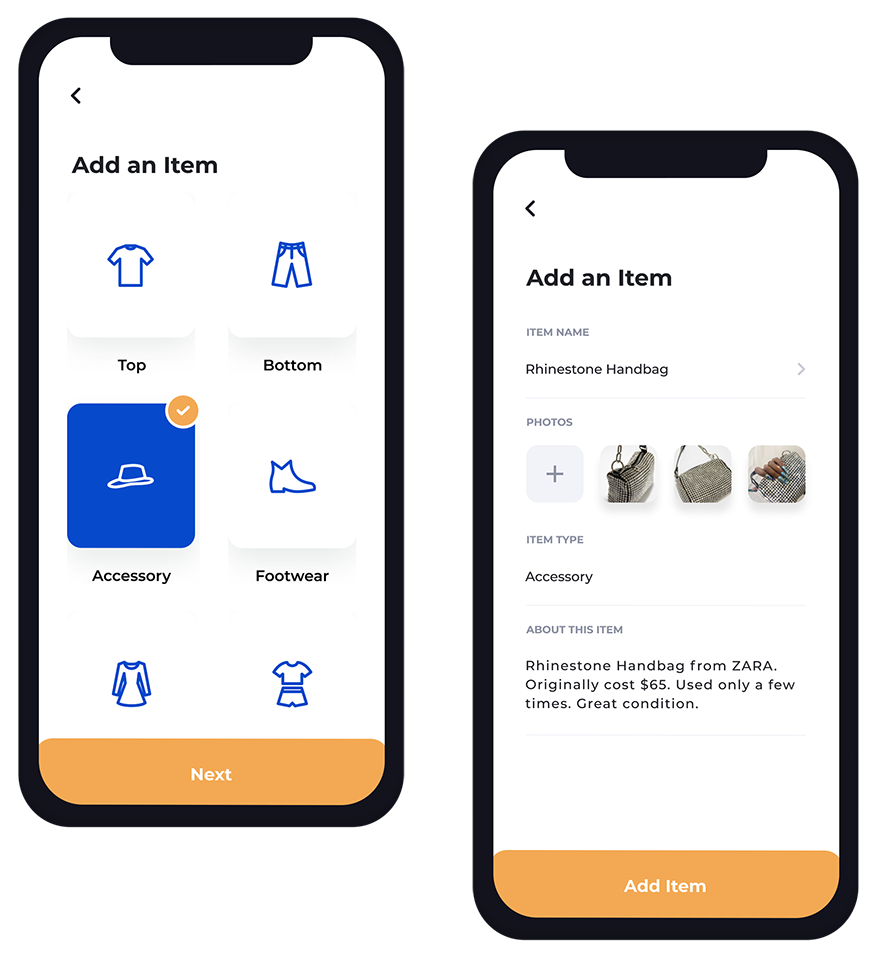 Add an Item
Top
Bottom
Accessory
Footwear
Next
Add an Item
ITEM NAME
Rhinestone Handbag
PHOTOS
ITEM TYPE
Accessory
ABOUT THIS ITEM
Rhinestone Handbag from ZARA.
Originally cost $65. Used only a few
times. Great condition.
Add Item